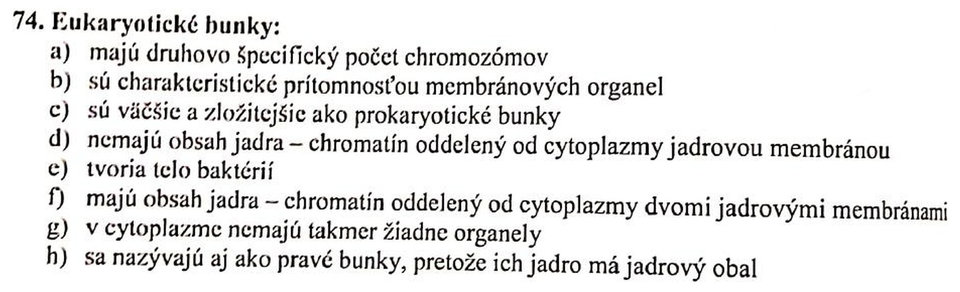 74. Eukaryotické bunky:
a) majú druhovo špecifický počet chromozómov
b) sú charakteristické prítomnosťou membránových organel
c) sú väčšie a zložitejšie ako prokaryotické bunky
d) nemajú obsah jadra – chromatín oddelený od cytoplazmy jadrovou membránou
e) tvoria telo baktérií
f) majú obsah jadra – chromatín oddelený od cytoplazmy dvomi jadrovými membránami
g) v cytoplazme nemajú takmer žiadne organely
h) sa nazývajú aj ako pravé bunky, pretože ich jadro má jadrový obal